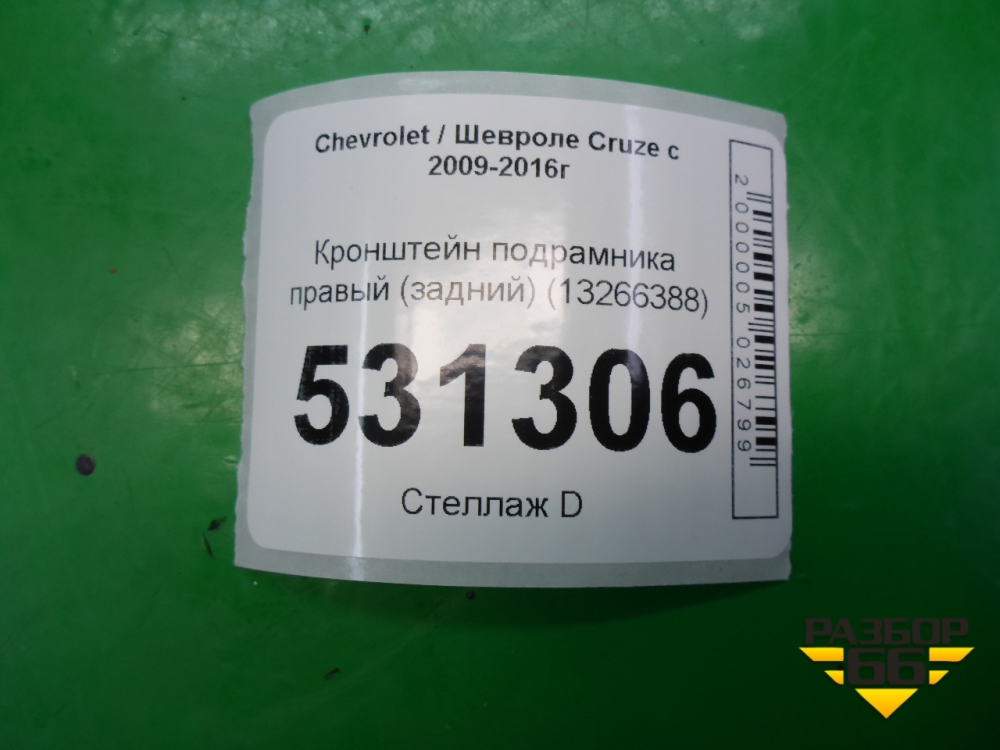 Chevrolet / Шевроле Cruze с
2009-2016г
Кронштейн подрамника
правый (задний) (13266388)
531306
Стеллаж D
2000005026799
РАЗБОР
66